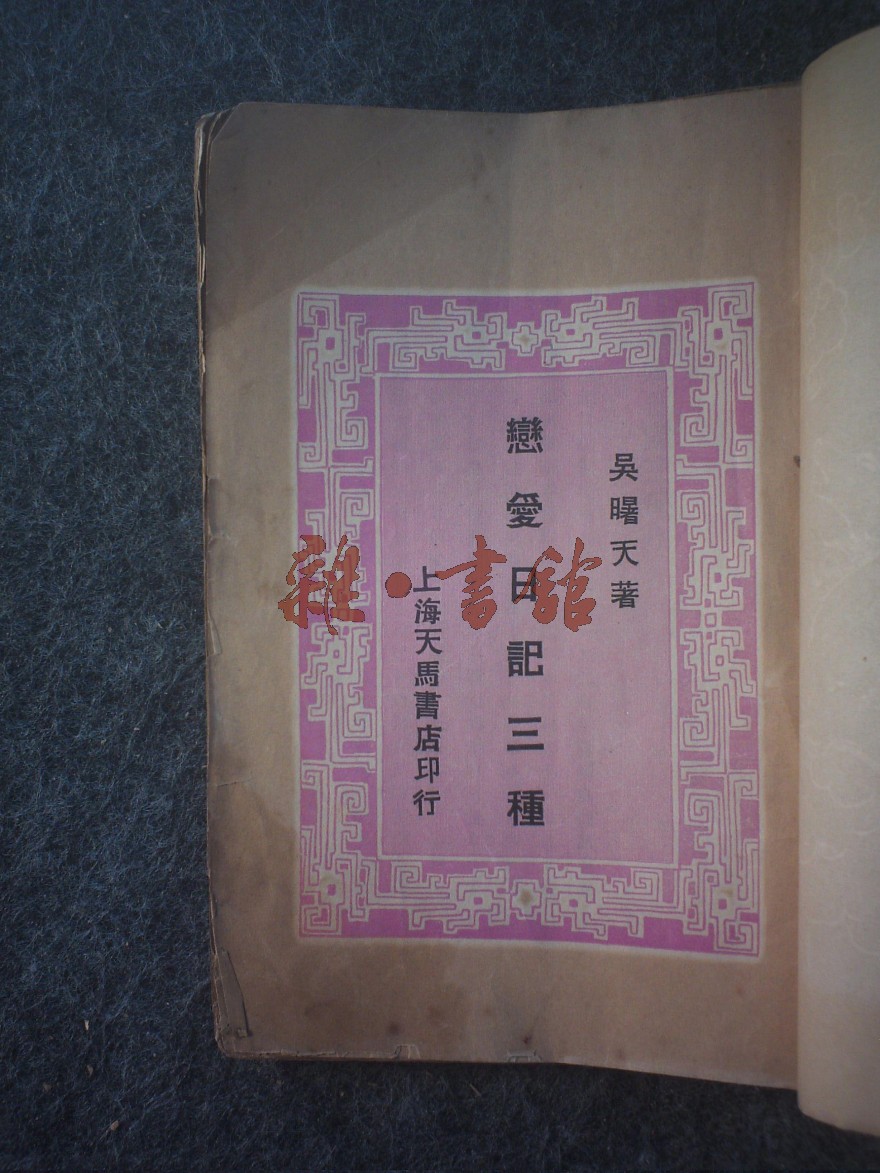 吳曙天著
戀愛日記三種
上海天馬書店印行
雜·書館